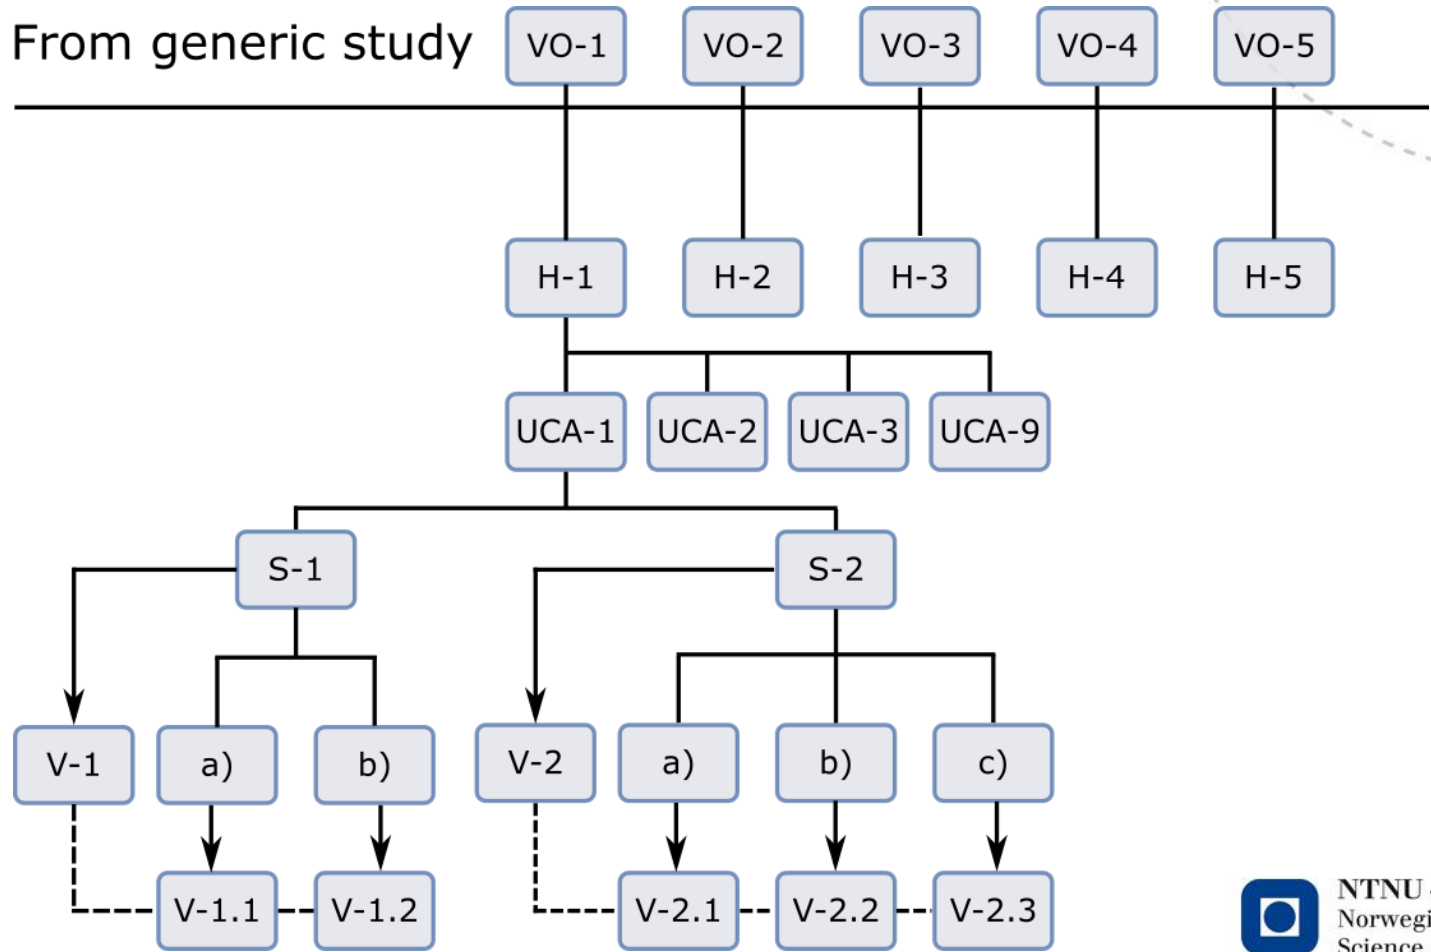 From generic study
VO-1 VO-2 VO-3 VO-4 VO-5
H-1 H-2 H-3 H-4 H-5
UCA-1 UCA-2 UCA-3 UCA-9
S-1 S-2
V-1 a) b) V-2 a) b) c)
V-1.1 V-1.2 V-2.1 V-2.2 V-2.3
NTNU
Norwegi
Science